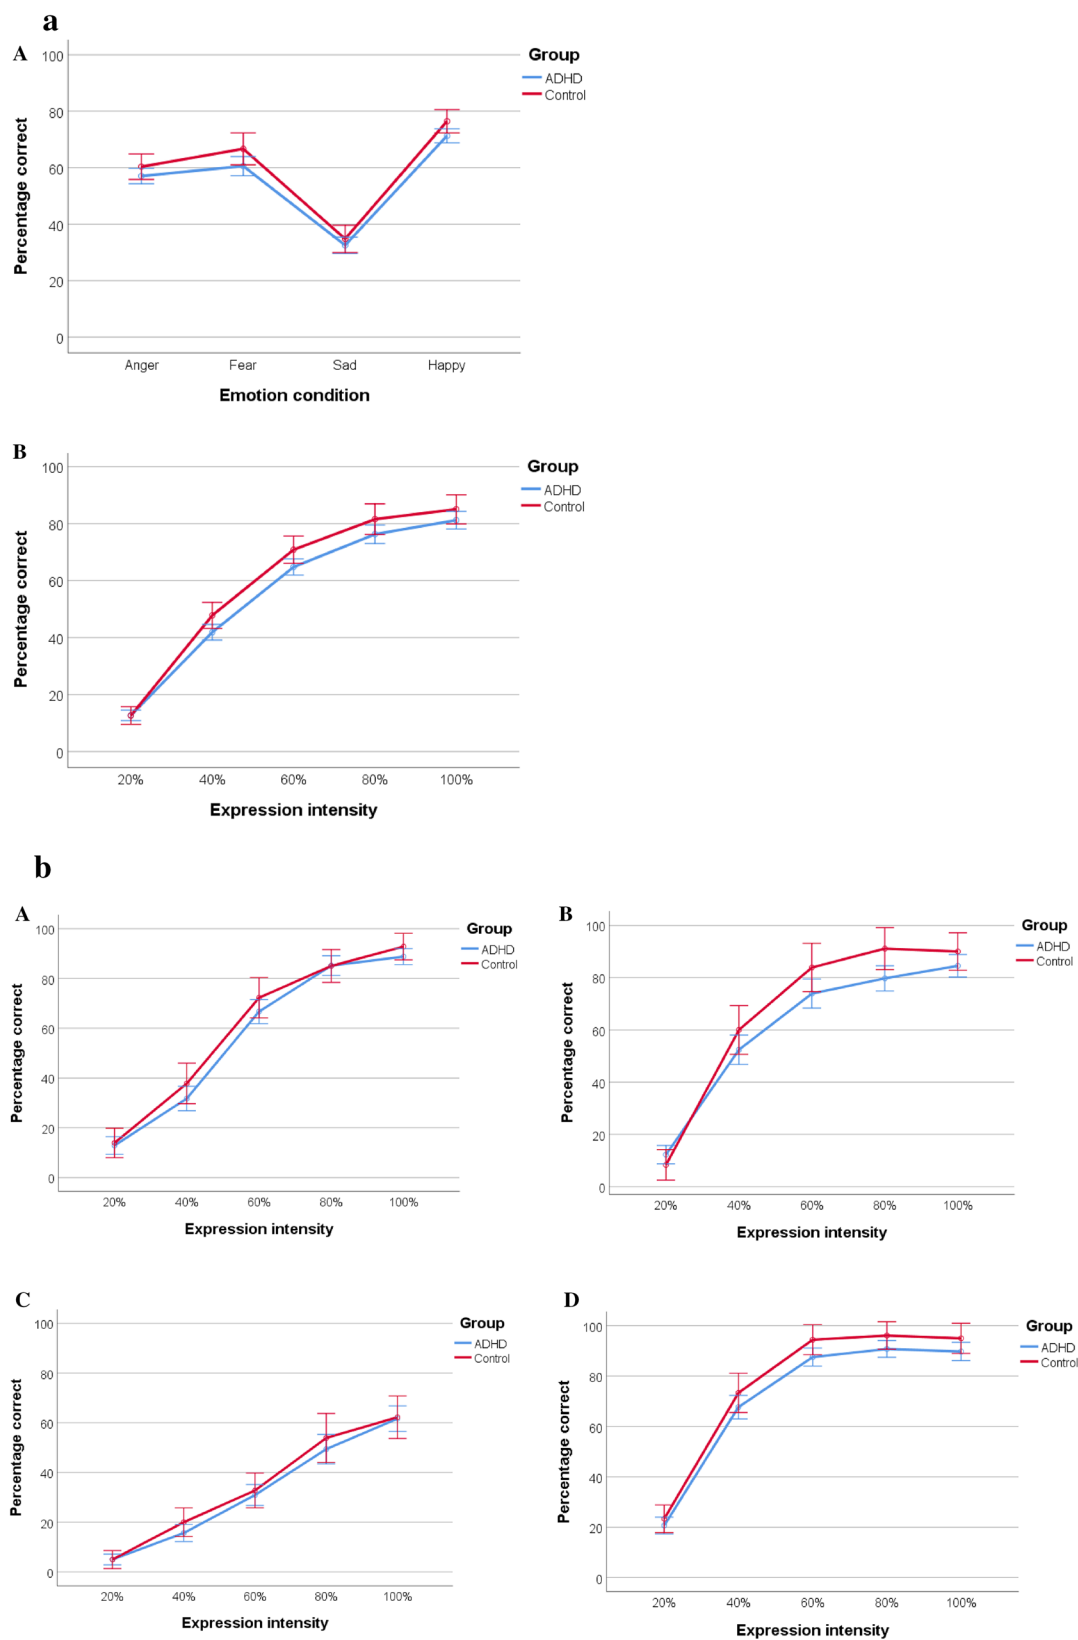 a
A
Group
ADHD
Control
Percentage correct
100
80
60
40
20
0
Anger Fear Sad Happy
Emotion condition
B
Group
ADHD
Control
Percentage correct
100
80
60
40
20
0
20% 40% 60% 80% 100%
Expression intensity
b
A
Group
ADHD
Control
Percentage correct
100
80
60
40
20
0
20% 40% 60% 80% 100%
Expression intensity
B
Group
ADHD
Control
Percentage correct
100
80
60
40
20
0
20% 40% 60% 80% 100%
Expression intensity
C
Group
ADHD
Control
Percentage correct
100
80
60
40
20
0
20% 40% 60% 80% 100%
Expression intensity
D
Group
ADHD
Control
Percentage correct
100
80
60
40
20
0
20% 40% 60% 80% 100%
Expression intensity